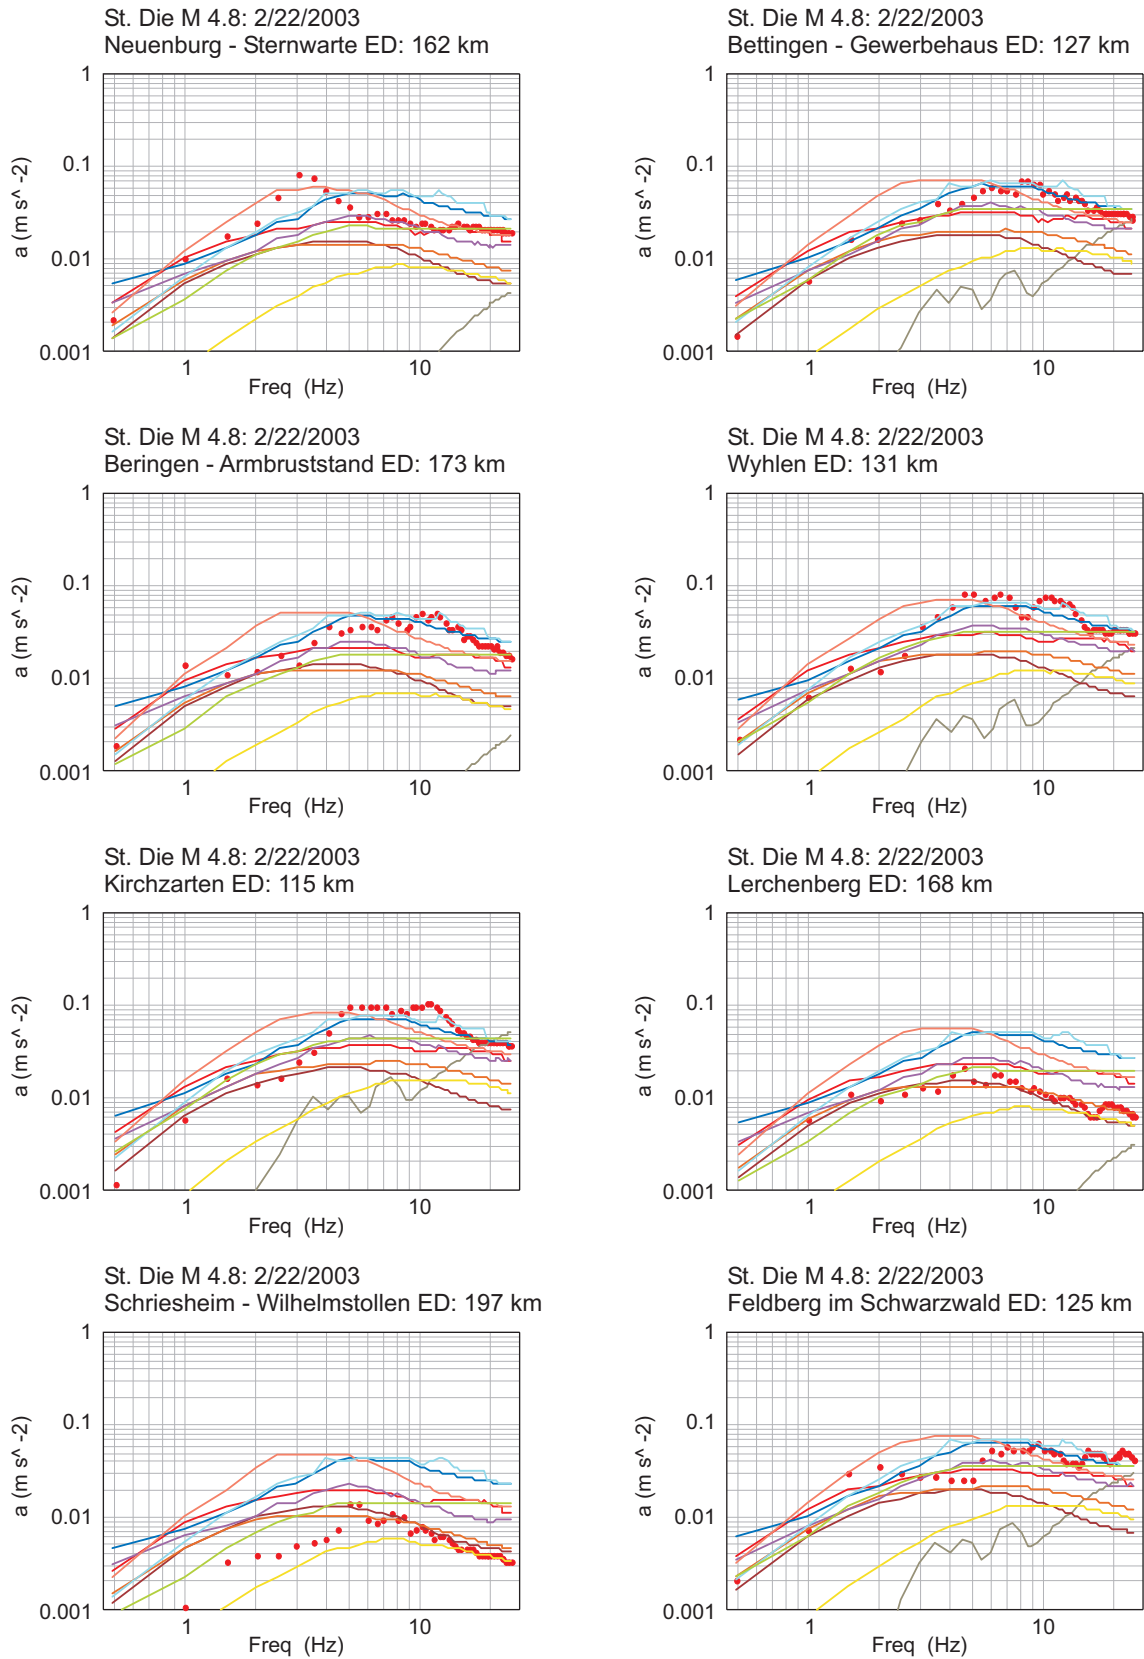 St. Die M 4.8: 2/22/2003
Neuenburg - Sternwarte ED: 162 km
1
0.1
0.01
0.001
a (m s^ -2)
1
10
Freq (Hz)
St. Die M 4.8: 2/22/2003
Bettingen - Gewerbehaus ED: 127 km
1
0.1
0.01
0.001
a (m s^ -2)
1
10
Freq (Hz)
St. Die M 4.8: 2/22/2003
Beringen - Armbruststand ED: 173 km
1
0.1
0.01
0.001
a (m s^ -2)
1
10
Freq (Hz)
St. Die M 4.8: 2/22/2003
Wyhlen ED: 131 km
1
0.1
0.01
0.001
a (m s^ -2)
1
10
Freq (Hz)
St. Die M 4.8: 2/22/2003
Kirchzarten ED: 115 km
1
0.1
0.01
0.001
a (m s^ -2)
1
10
Freq (Hz)
St. Die M 4.8: 2/22/2003
Lerchenberg ED: 168 km
1
0.1
0.01
0.001
a (m s^ -2)
1
10
Freq (Hz)
St. Die M 4.8: 2/22/2003
Schriesheim - Wilhelmstollen ED: 197 km
1
0.1
0.01
0.001
a (m s^ -2)
1
10
Freq (Hz)
St. Die M 4.8: 2/22/2003
Feldberg im Schwarzwald ED: 125 km
1
0.1
0.01
0.001
a (m s^ -2)
1
10
Freq (Hz)